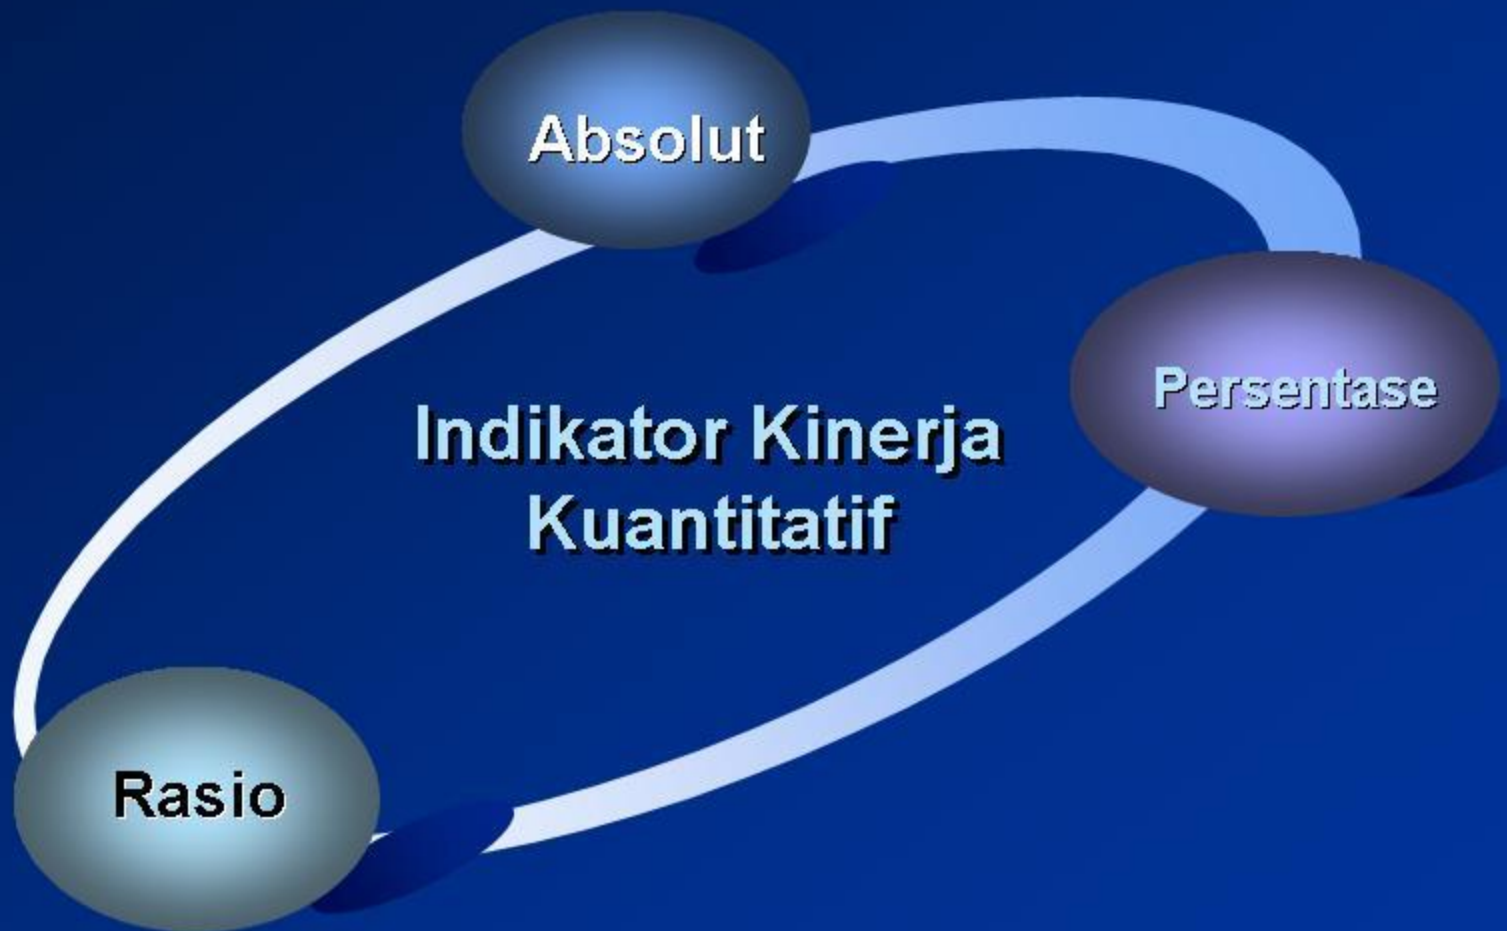 Absolut
Persentase
Indikator Kinerja
Kuantitatif
Rasio